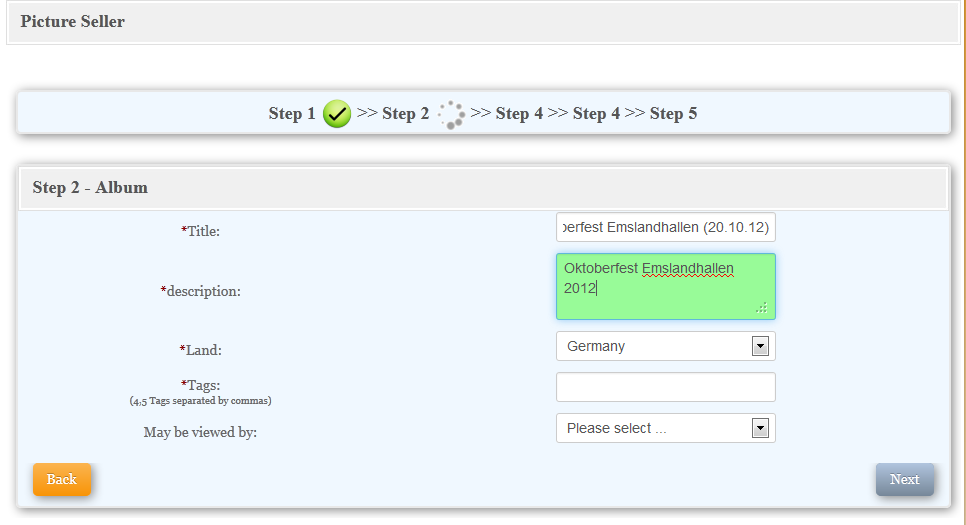 Picture Seller
Step 1 >> Step 2 >> Step 4 >> Step 4 >> Step 5
Step 2 - Album
*Title:
Emslandhallen (20.10.12)
*description:
Oktoberfest Emslandhallen
2012
*Land:
Germany
*Tags:
(4,5 Tags separated by commas)
May be viewed by:
Please select ...
Back
Next